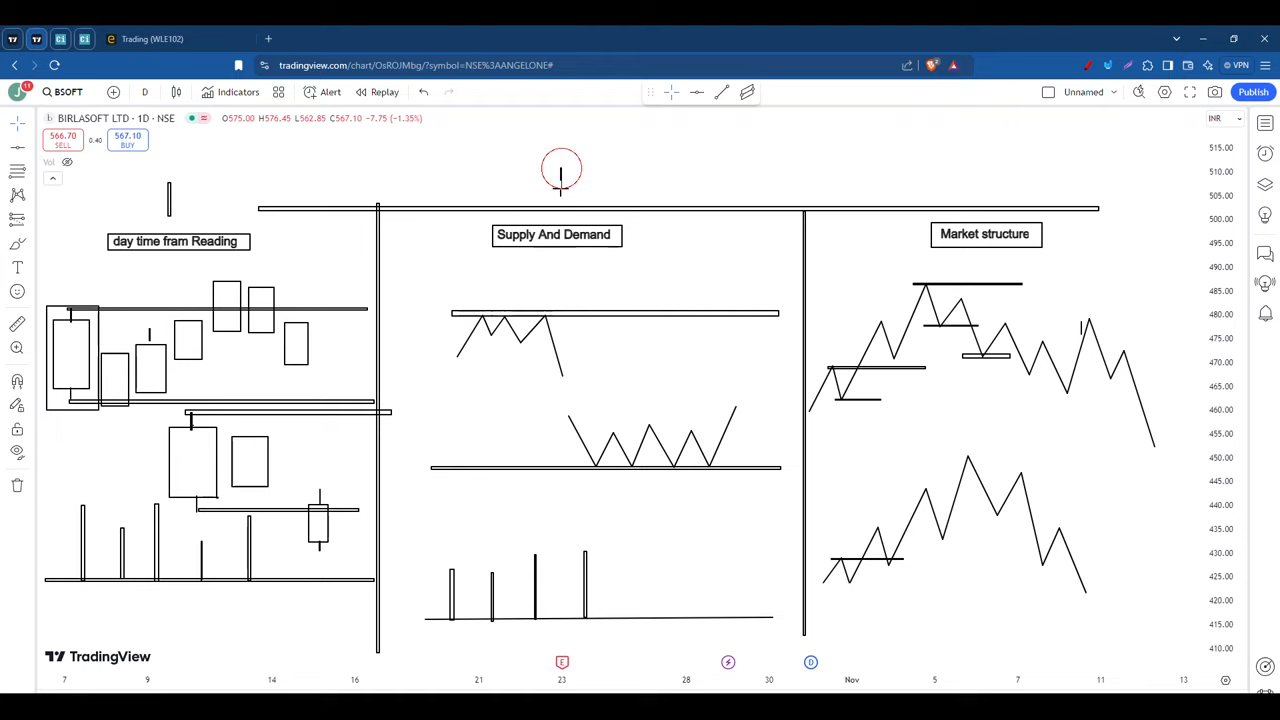 Trading (WLE102)
tradingview.com/chart/OsROJMbg/?symbol=NSE%3AANGELONE#
VPN
J 11 BSOFT D Indicators Alert Replay Unnamed Publish
BIRLASOFT LTD · 1D · NSE O575.00 H576.45 L562.85 C567.10 -7.75 (-1.35%) INR
566.70 SELL 0.40 567.10 BUY
Vol
day time fram Reading
Supply And Demand
Market structure
515.00
510.00
505.00
500.00
495.00
490.00
485.00
480.00
475.00
470.00
465.00
460.00
455.00
450.00
445.00
440.00
435.00
430.00
425.00
420.00
415.00
410.00
TradingView
E D
7 9 14 16 21 23 28 30 Nov 5 7 11 13